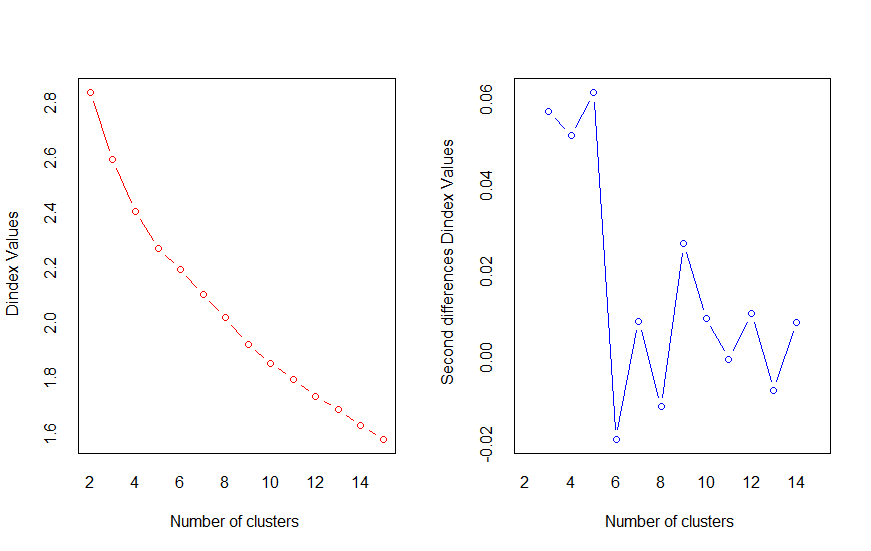 Dindex Values
2.8
2.6
2.4
2.2
2.0
1.8
1.6
2 4 6 8 10 12 14
Number of clusters
Second differences Dindex Values
0.06
0.04
0.02
0.00
-0.02
2 4 6 8 10 12 14
Number of clusters